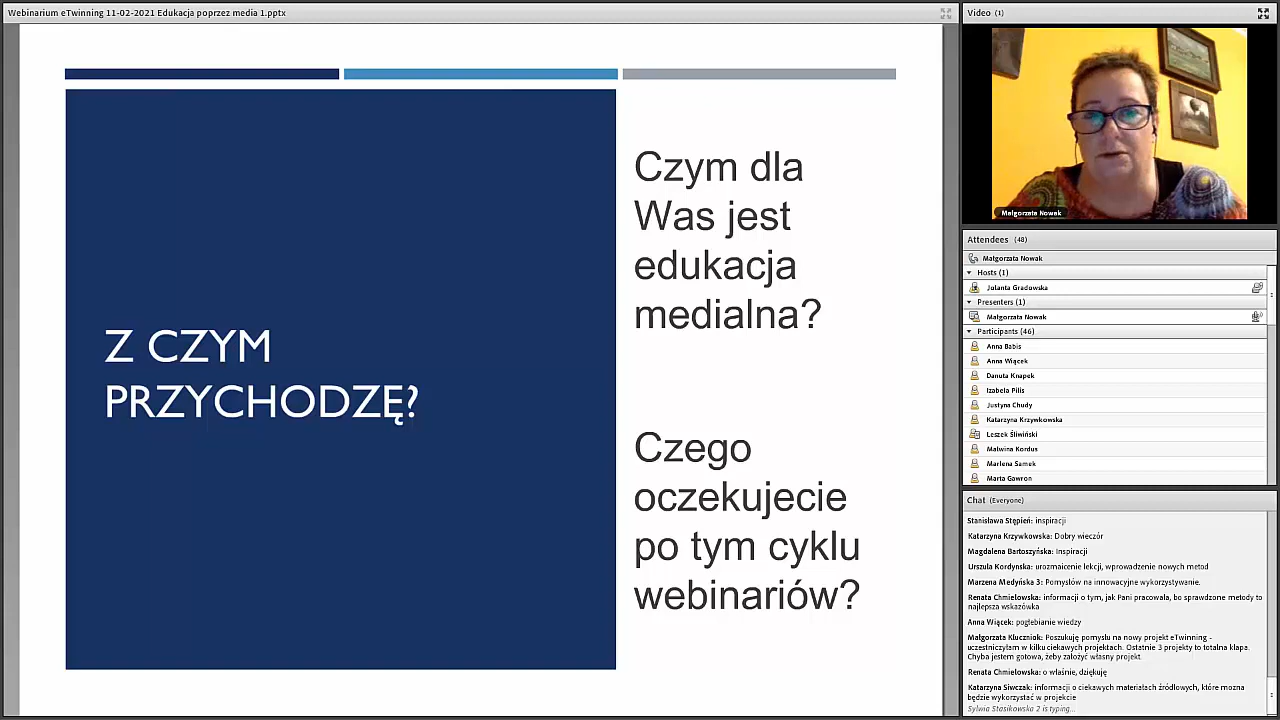 Webinarium eTwinning 11-02-2021 Edukacja poprzez media 1.pptx
Z CZYM
PRZYCHODZĘ?
Czym dla
Was jest
edukacja
medialna?
Czego
oczekujecie
po tym cyklu
webinariów?
Video (1)
Małgorzata Nowak
Attendees (48)
Małgorzata Nowak
Hosts (1)
Jolanta Gradowska
Presenters (1)
Małgorzata Nowak
Participants (46)
Anna Babis
Anna Wiącek
Danuta Knapek
Izabela Pilis
Justyna Chudy
Katarzyna Krzywkowska
Leszek Śliwiński
Malwina Kordus
Marlena Samek
Marta Gawron
Chat (Everyone)
Stanisława Stępień: inspiracji
Katarzyna Krzywkowska: Dobry wieczór
Magdalena Bartoszyńska: Inspiracji
Urszula Kordynska: urozmaicenie lekcji, wprowadzenie nowych metod
Marzena Medyńska 3: Pomysłów na innowacyjne wykorzystywanie.
Renata Chmielowska: informacji o tym, jak Pani pracowała, bo sprawdzone metody to
najlepsza wskazówka
Anna Wiącek: pogłebianie wiedzy
Małgorzata Kluczniok: Poszukuję pomysłu na nowy projekt eTwinning -
uczestniczyłam w kilku ciekawych projektach. Ostatnie 3 projekty to totalna klapa.
Chyba jestem gotowa, żeby założyć własny projekt.
Renata Chmielowska: o właśnie, dziękuję
Katarzyna Siwczak: informacji o ciekawych materiałach źródłowych, które mozna
będzie wykorzystać w projekcie
Sylwia Stasikowska 2 is typing...